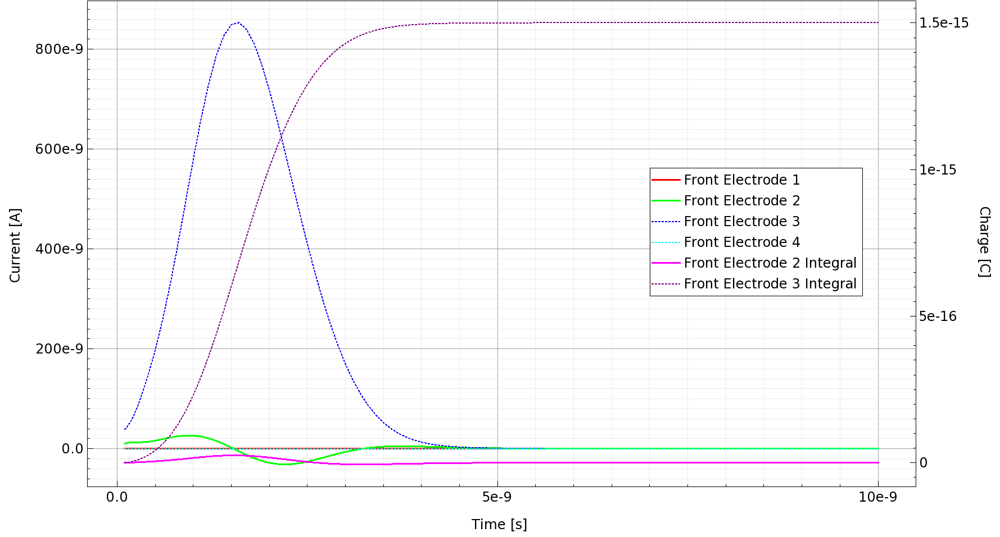 800e-9
600e-9
400e-9
200e-9
0.0
Current [A]
1.5e-15
1e-15
5e-16
0
Charge [C]
Front Electrode 1
Front Electrode 2
Front Electrode 3
Front Electrode 4
Front Electrode 2 Integral
Front Electrode 3 Integral
0.0
5e-9
10e-9
Time [s]